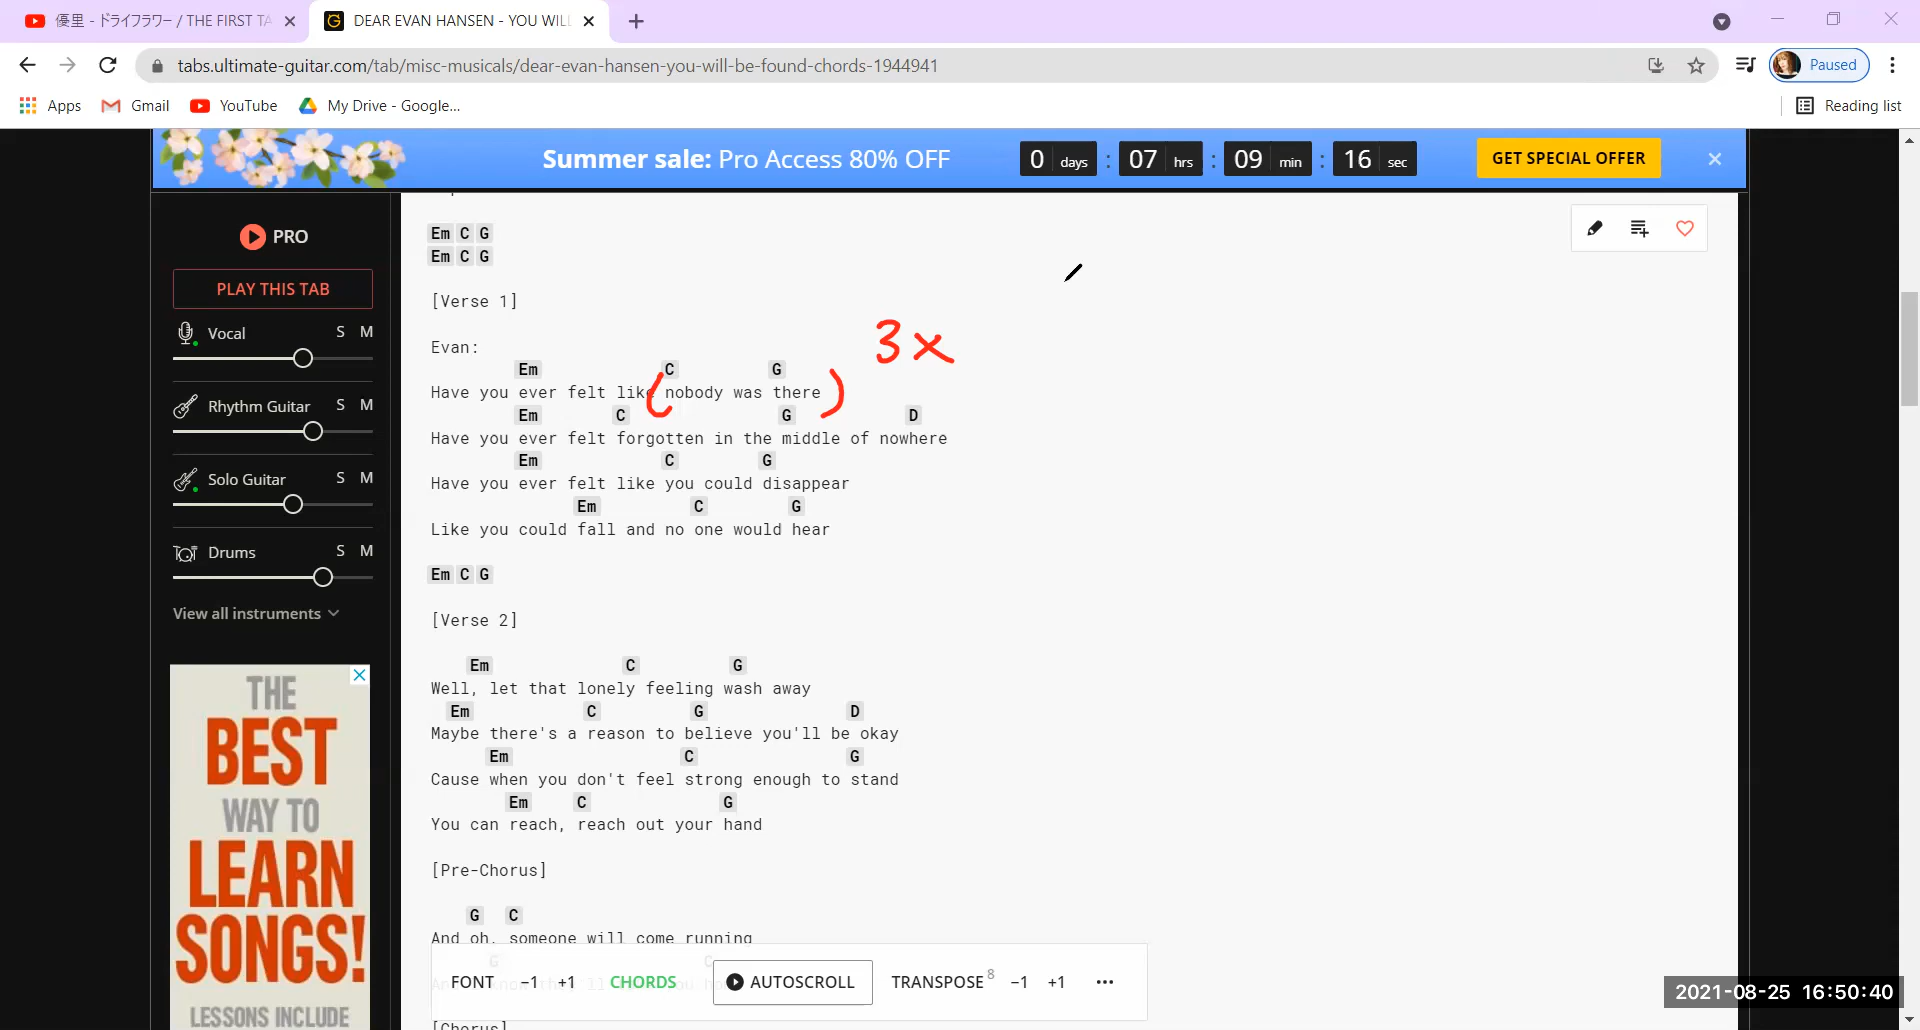 優里 - ドライフラワー / THE FIRST TA
DEAR EVAN HANSEN - YOU WILL
tabs.ultimate-guitar.com/tab/misc-musicals/dear-evan-hansen-you-will-be-found-chords-1944941
Paused
Apps
Gmail
YouTube
My Drive - Google...
Reading list
Summer sale: Pro Access 80% OFF
0 days : 07 hrs : 09 min : 16 sec
GET SPECIAL OFFER
PRO
PLAY THIS TAB
Vocal S M
Rhythm Guitar S M
Solo Guitar S M
Drums S M
View all instruments
THE
BEST
WAY TO
LEARN
SONGS!
LESSONS INCLUDE
Em C G
Em C G
[Verse 1]
Evan:
3x
Em C G
Have you ever felt like (nobody was there)
Em C G D
Have you ever felt forgotten in the middle of nowhere
Em C G
Have you ever felt like you could disappear
Em C G
Like you could fall and no one would hear
Em C G
[Verse 2]
Em C G
Well, let that lonely feeling wash away
Em C G D
Maybe there's a reason to believe you'll be okay
Em C G
Cause when you don't feel strong enough to stand
Em C G
You can reach, reach out your hand
[Pre-Chorus]
G C
And oh, someone will come running
G C
[Chorus]
FONT -1 +1 CHORDS AUTOSCROLL TRANSPOSE 8 -1 +1
2021-08-25 16:50:40